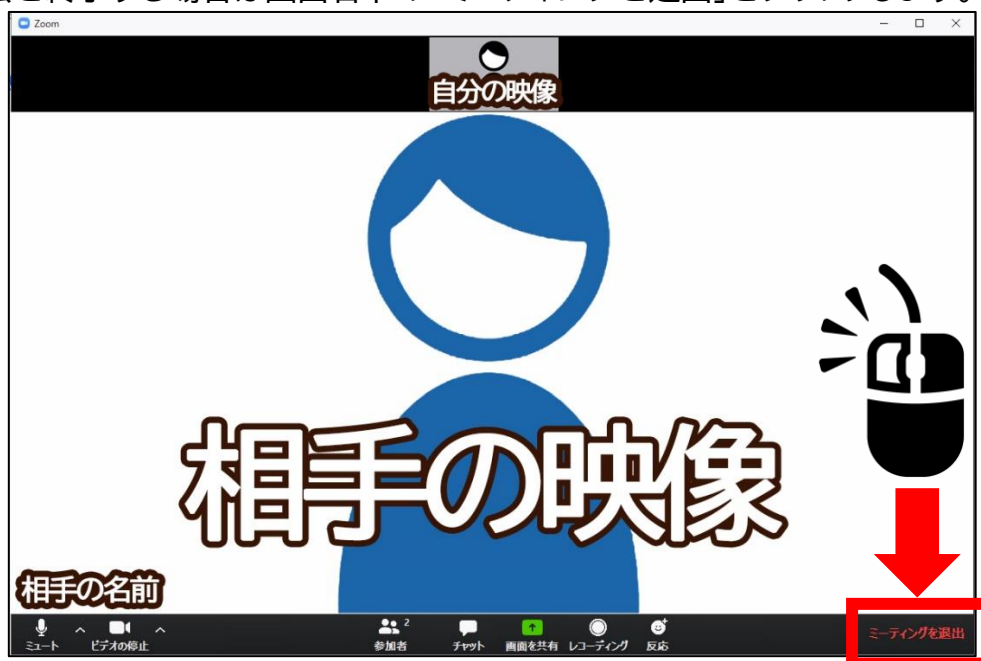 Zoom
自分の映像
相手の映像
相手の名前
ミュート ビデオの停止 参加者 2 チャット 画面を共有 レコーディング 反応 ミーティングを退出